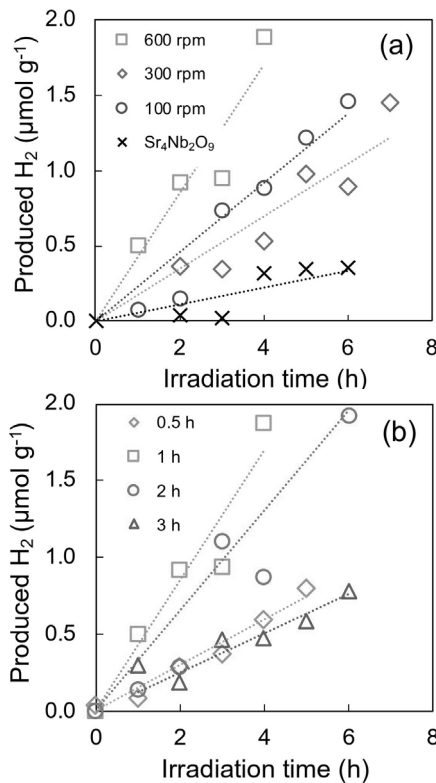 (a)
600 rpm
300 rpm
100 rpm
Sr₄Nb₂O₉
2.0
1.5
1.0
0.5
0.0
Produced H₂ (μmol g⁻¹)
0 2 4 6 8
Irradiation time (h)
(b)
0.5 h
1 h
2 h
3 h
2.0
1.5
1.0
0.5
0.0
Produced H₂ (μmol g⁻¹)
0 2 4 6 8
Irradiation time (h)